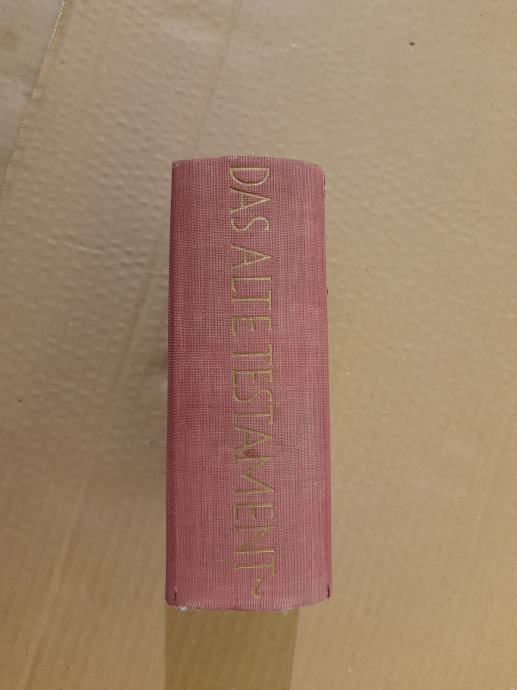 DAS ALTE TESTAMENT ~